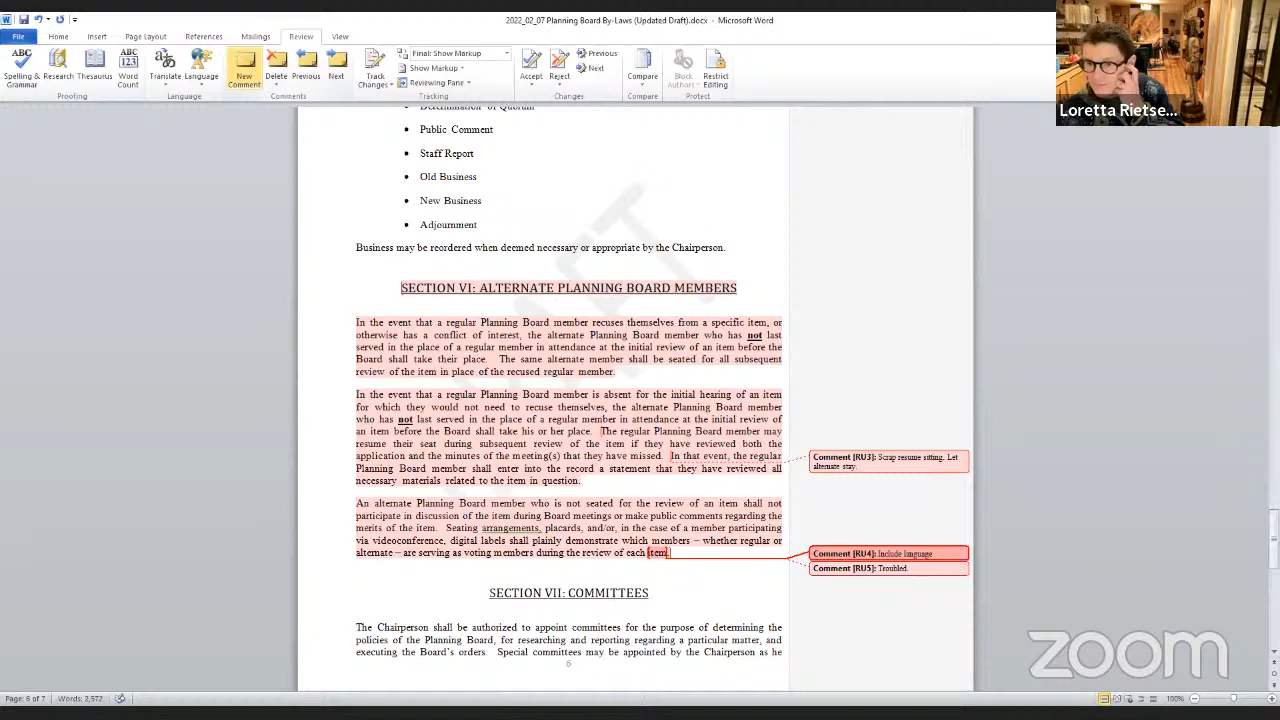 2022_02_07 Planning Board By-Laws (Updated Draft).docx - Microsoft Word
File Home Insert Page Layout References Mailings Review View
ABC
Spelling & Grammar
Research
Thesaurus
ABC 123
Word Count
Translate
Language
New Comment
Delete
Previous
Next
Track Changes
Final: Show Markup
Show Markup
Reviewing Pane
Accept
Reject
Previous
Next
Compare
Block Authors
Restrict Editing
Proofing Language Comments Tracking Changes Compare Protect
Loretta Rietse...
Determination of Quorum
• Public Comment
• Staff Report
• Old Business
• New Business
• Adjournment
Business may be reordered when deemed necessary or appropriate by the Chairperson.
DRAFT
SECTION VI: ALTERNATE PLANNING BOARD MEMBERS
In the event that a regular Planning Board member recuses themselves from a specific item, or
otherwise has a conflict of interest, the alternate Planning Board member who has not last
served in the place of a regular member in attendance at the initial review of an item before the
Board shall take their place. The same alternate member shall be seated for all subsequent
review of the item in place of the recused regular member.
In the event that a regular Planning Board member is absent for the initial hearing of an item
for which they would not need to recuse themselves, the alternate Planning Board member
who has not last served in the place of a regular member in attendance at the initial review of
an item before the Board shall take his or her place. The regular Planning Board member may
resume their seat during subsequent review of the item if they have reviewed both the
application and the minutes of the meeting(s) that they have missed. In that event, the regular
Planning Board member shall enter into the record a statement that they have reviewed all
necessary materials related to the item in question.
Comment [RU3]: Scrap resume sitting. Let
alternate stay.
An alternate Planning Board member who is not seated for the review of an item shall not
participate in discussion of the item during Board meetings or make public comments regarding the
merits of the item. Seating arrangements, placards, and/or, in the case of a member participating
via videoconference, digital labels shall plainly demonstrate which members – whether regular or
alternate – are serving as voting members during the review of each item.
Comment [RU4]: Include language
Comment [RU5]: Troubled.
SECTION VII: COMMITTEES
The Chairperson shall be authorized to appoint committees for the purpose of determining the
policies of the Planning Board, for researching and reporting regarding a particular matter, and
executing the Board's orders. Special committees may be appointed by the Chairperson as he
6
zoom
Page: 6 of 7 Words: 2,572 100%